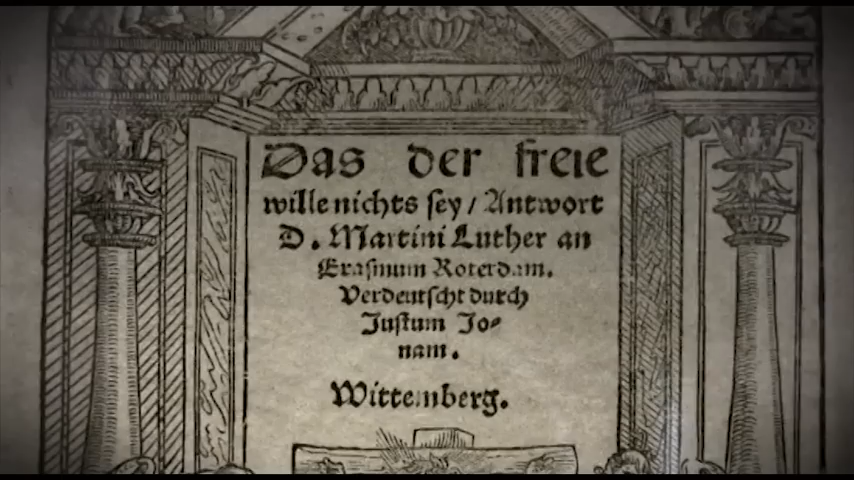 Das der freie
wille nichts sey / Antwort
D. Martini Luther an
Erasmum Roterdam.
Verdeutscht durch
Justum Jo⸗
nam.
Wittemberg.